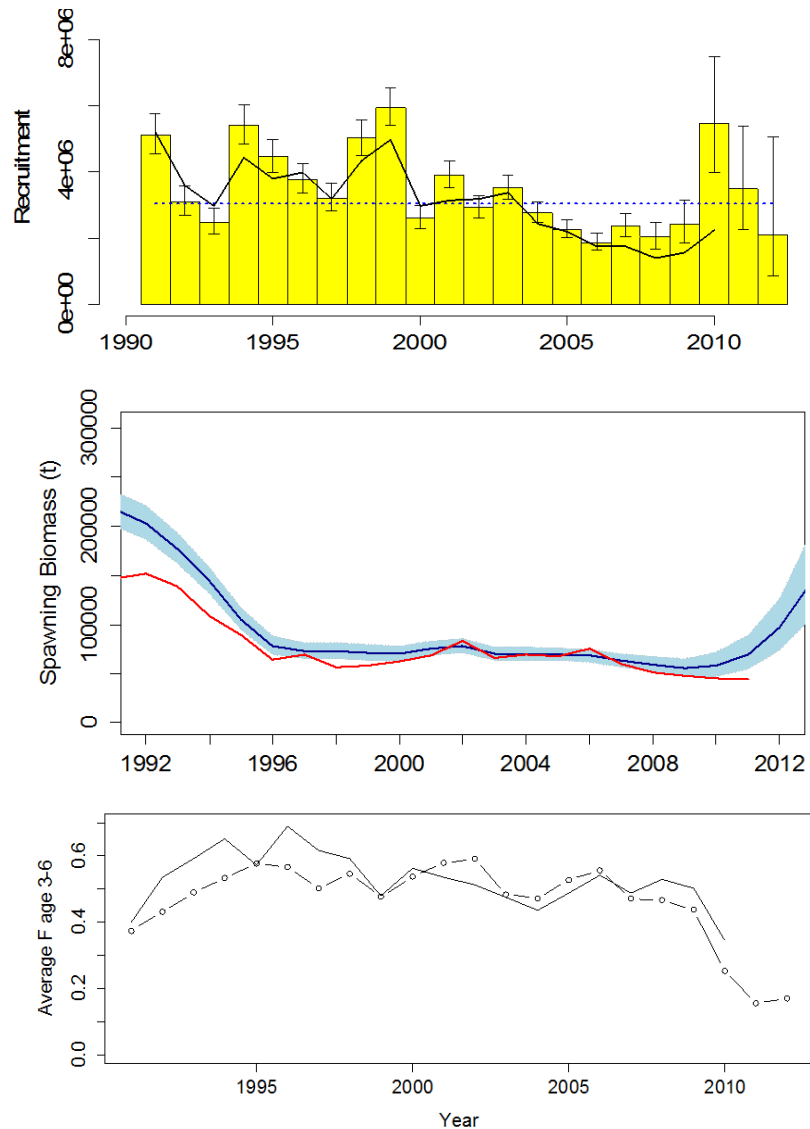 Recruitment
8e+06
4e+06
0e+00
1990 1995 2000 2005 2010
Spawning Biomass (t)
300000
200000
100000
0
1992 1996 2000 2004 2008 2012
Average F age 3-6
0.6
0.4
0.2
0.0
1995 2000 2005 2010
Year